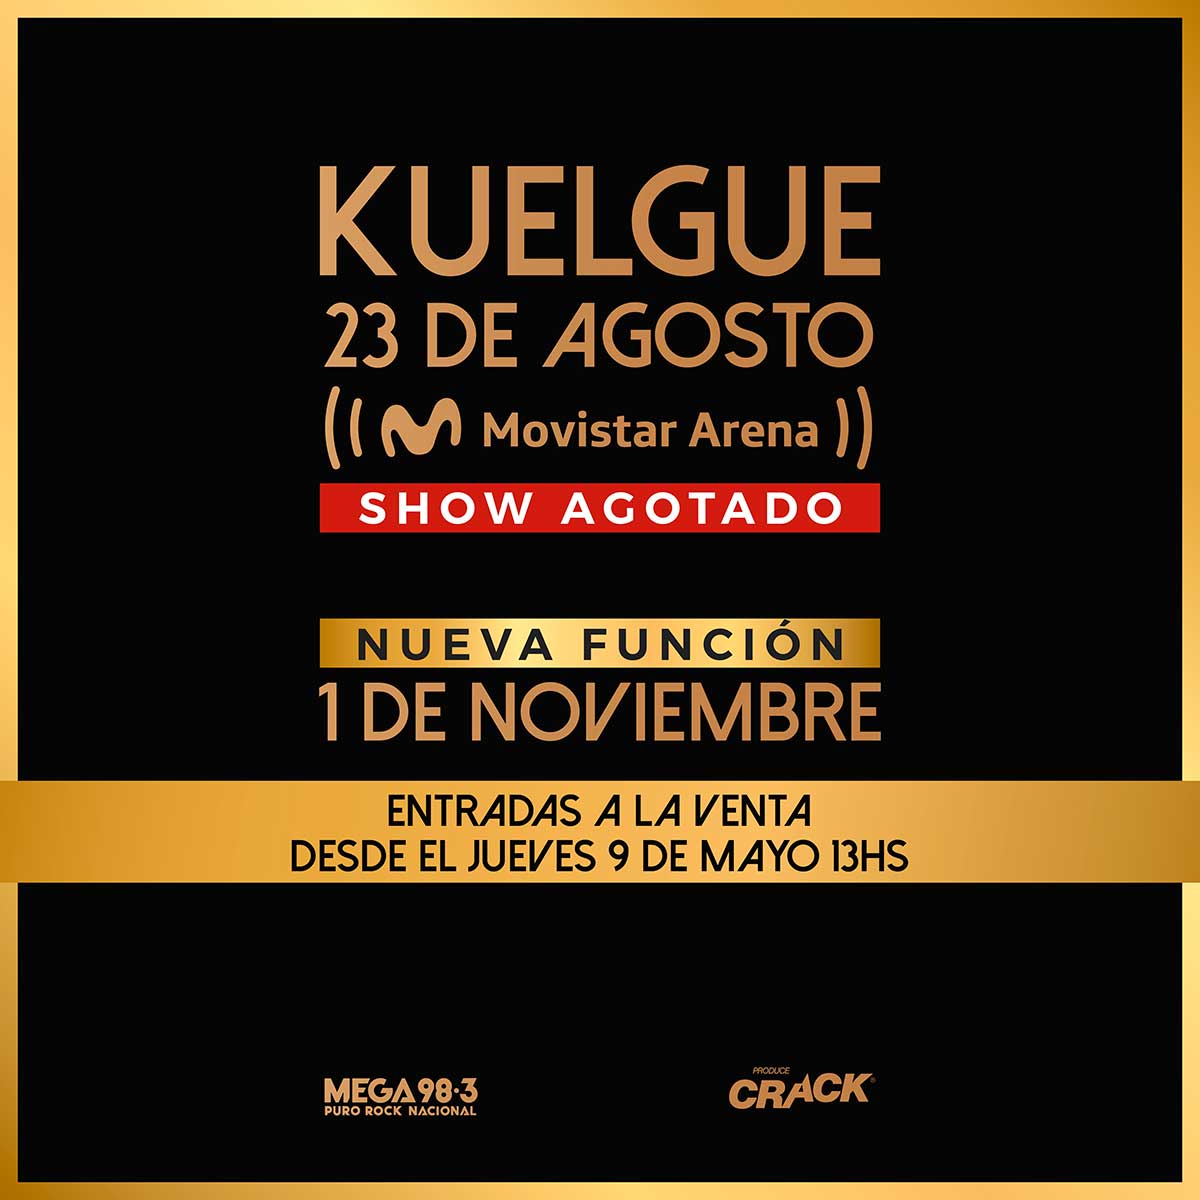 KUELGUE
23 DE AGOSTO
Movistar Arena
SHOW AGOTADO
NUEVA FUNCIÓN
1 DE NOVIEMBRE
ENTRADAS A LA VENTA
DESDE EL JUEVES 9 DE MAYO 13HS
MEGA 98·3
PURO ROCK NACIONAL
PRODUCE
CRACK®